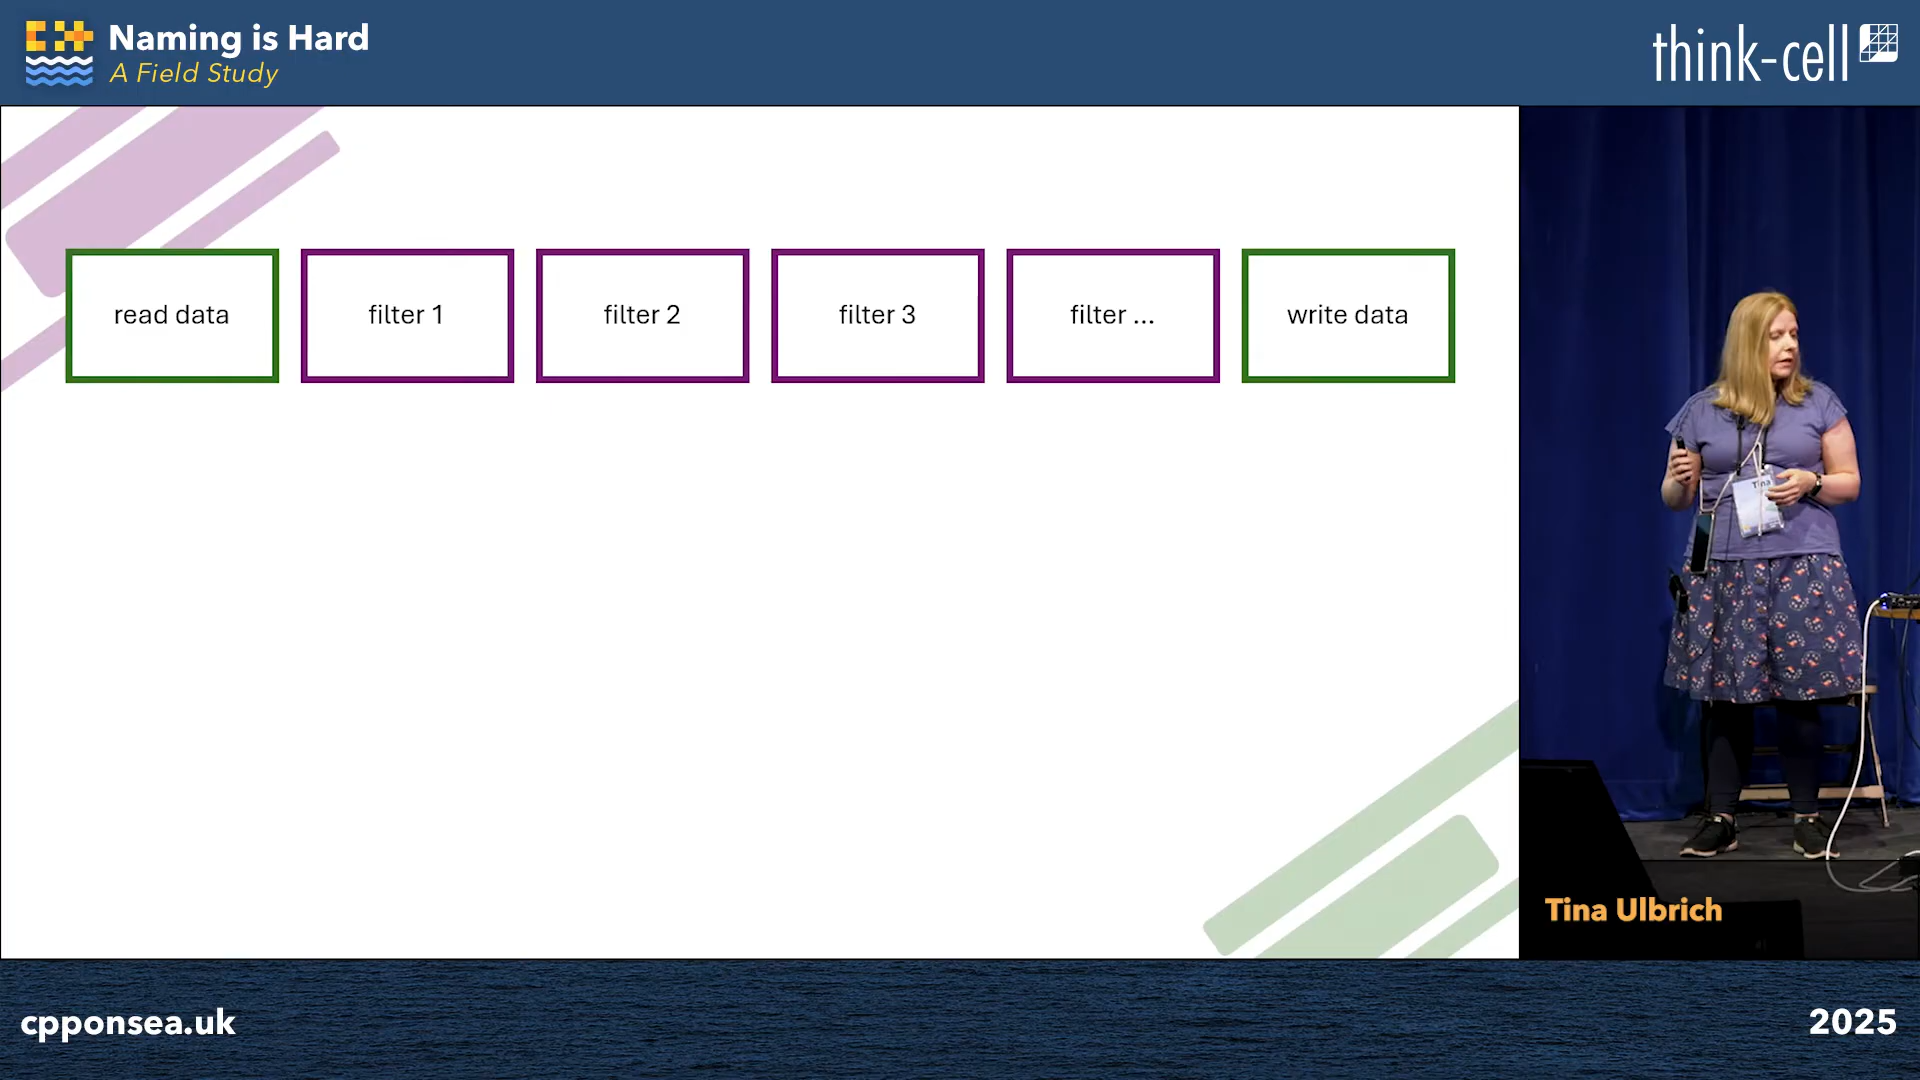 Naming is Hard
A Field Study
think-cell
read data
filter 1
filter 2
filter 3
filter ...
write data
Tina
Tina Ulbrich
cpponsea.uk
2025